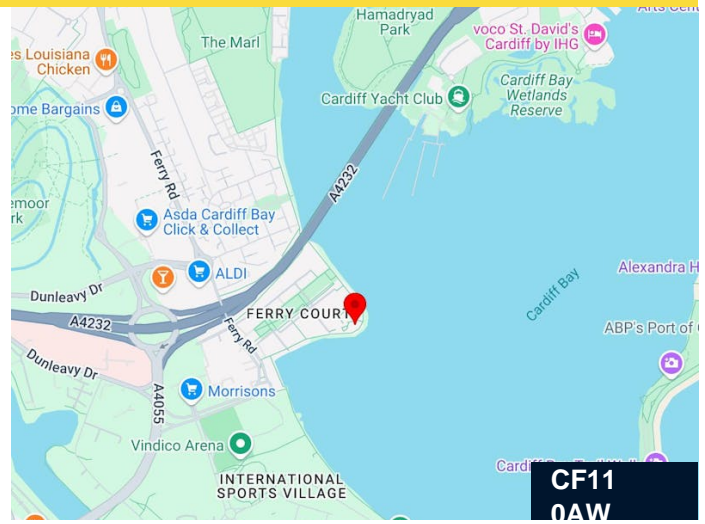 Hamadryad
Park
Arts Cent
voco St. David's
Cardiff by IHG
The Marl
es Louisiana
Chicken
Cardiff Bay
Wetlands
Reserve
Cardiff Yacht Club
ome Bargains
Ferry Rd
A4232
emoor
rk
Asda Cardiff Bay
Click & Collect
ALDI
Alexandra H
Cardiff Bay
Dunleavy Dr
A4232
FERRY COURT
Ferry Rd
ABP's Port of
Dunleavy Dr
A4055
Morrisons
Vindico Arena
INTERNATIONAL
SPORTS VILLAGE
CF11
0AW